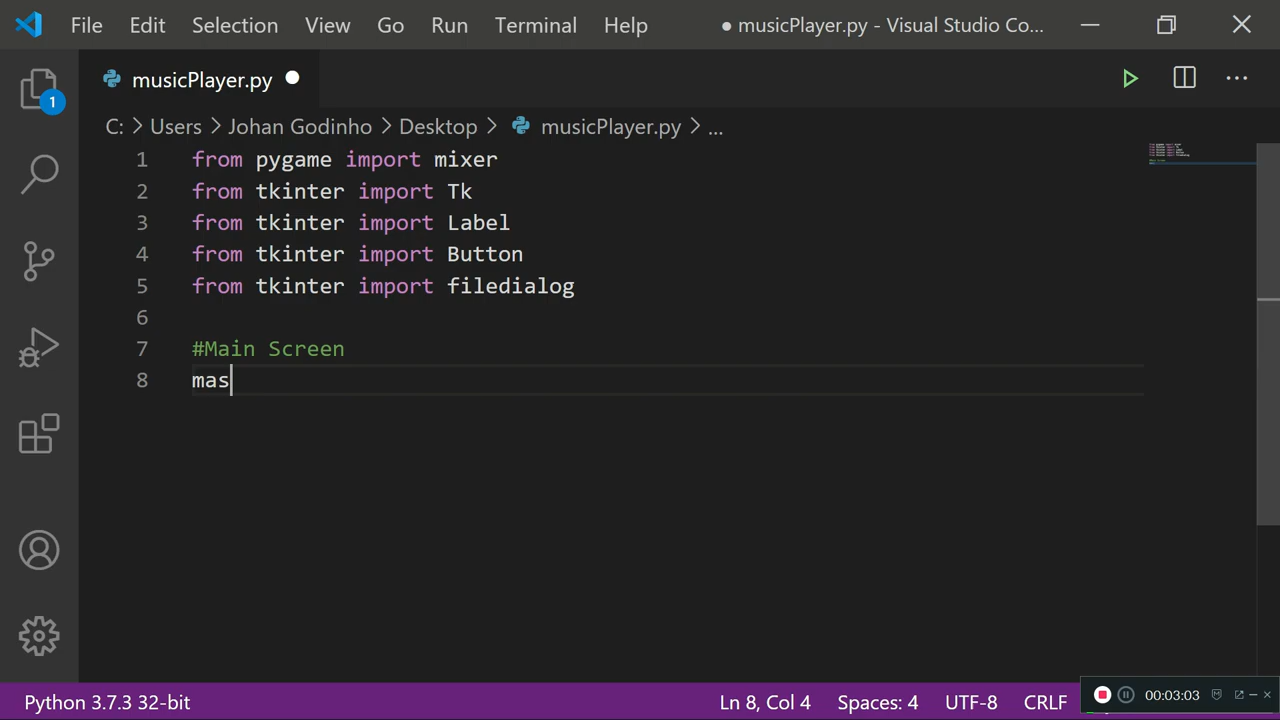 File Edit Selection View Go Run Terminal Help ● musicPlayer.py - Visual Studio Co...
musicPlayer.py
1
C: > Users > Johan Godinho > Desktop > musicPlayer.py > ...
1 from pygame import mixer
2 from tkinter import Tk
3 from tkinter import Label
4 from tkinter import Button
5 from tkinter import filedialog
6
7 #Main Screen
8 mas
Python 3.7.3 32-bit Ln 8, Col 4 Spaces: 4 UTF-8 CRLF 00:03:03